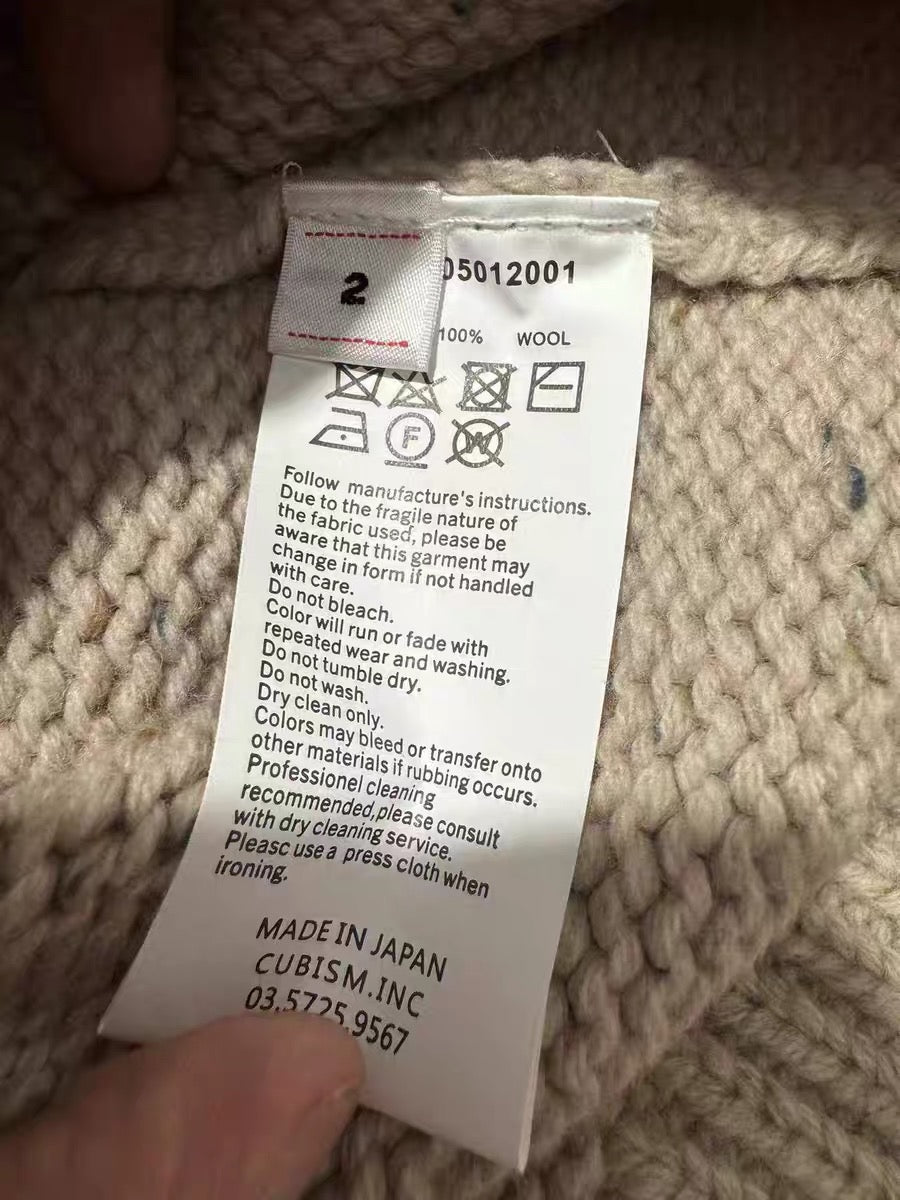 2
05012001
100% WOOL
F
W
Follow manufacture's instructions.
Due to the fragile nature of
the fabric used, please be
aware that this garment may
change in form if not handled
with care.
Do not bleach.
Color will run or fade with
repeated wear and washing.
Do not tumble dry.
Do not wash.
Dry clean only.
Colors may bleed or transfer onto
other materials if rubbing occurs.
Professionel cleaning
recommended,please consult
with dry cleaning service.
Pleasc use a press cloth when
ironing.
MADE IN JAPAN
CUBISM.INC
03.5725.9567